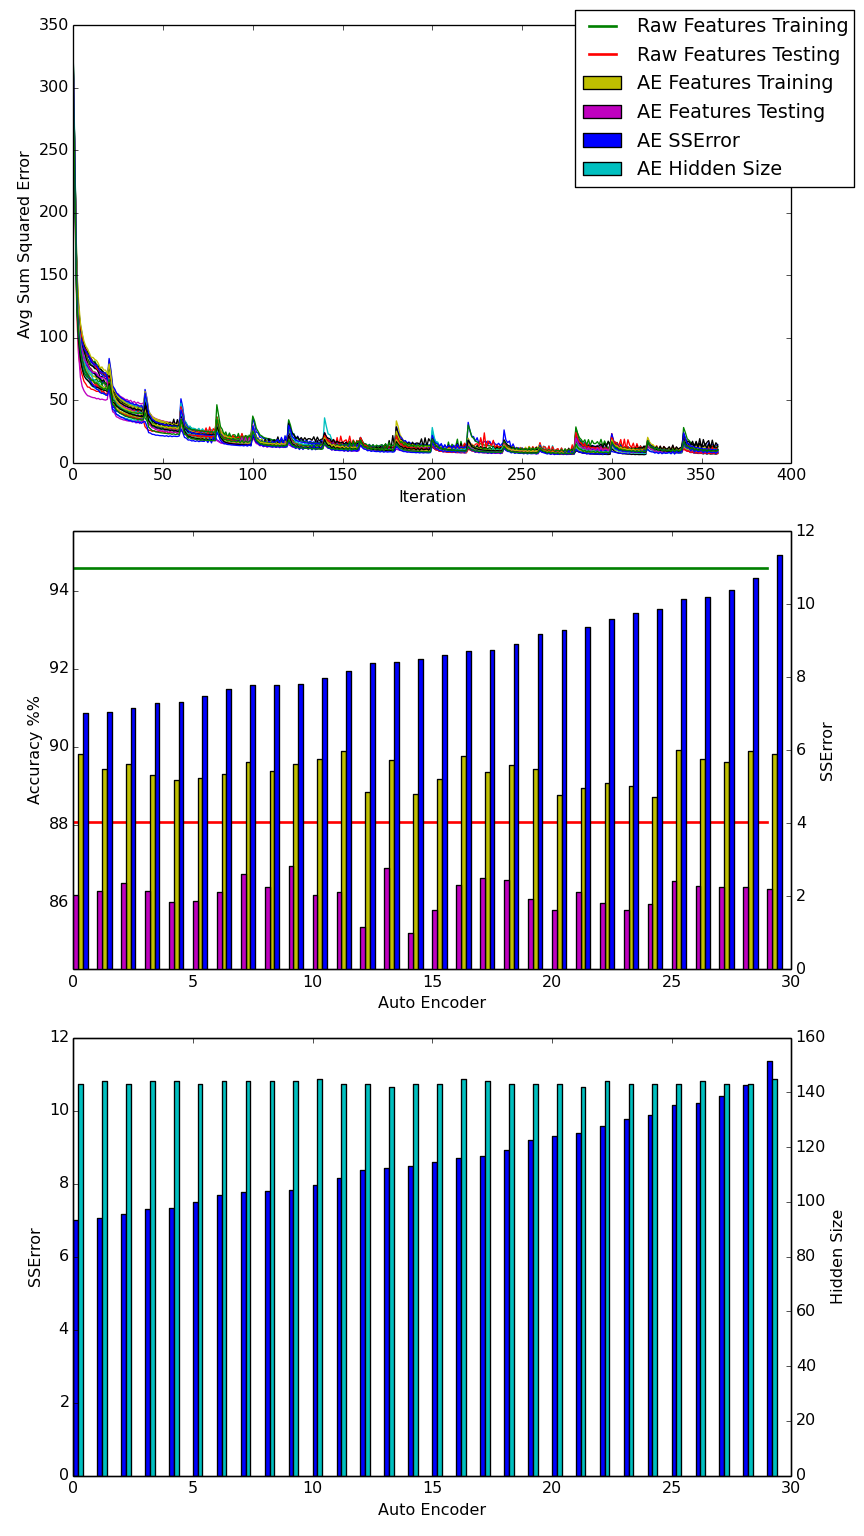 350
300
250
200
150
100
50
0
Avg Sum Squared Error
0 50 100 150 200 250 300 350 400
Iteration
Raw Features Training
Raw Features Testing
AE Features Training
AE Features Testing
AE SSError
AE Hidden Size
94
92
90
88
86
Accuracy %%
12
10
8
6
4
2
0
SSError
0 5 10 15 20 25 30
Auto Encoder
12
10
8
6
4
2
0
SSError
160
140
120
100
80
60
40
20
0
Hidden Size
0 5 10 15 20 25 30
Auto Encoder